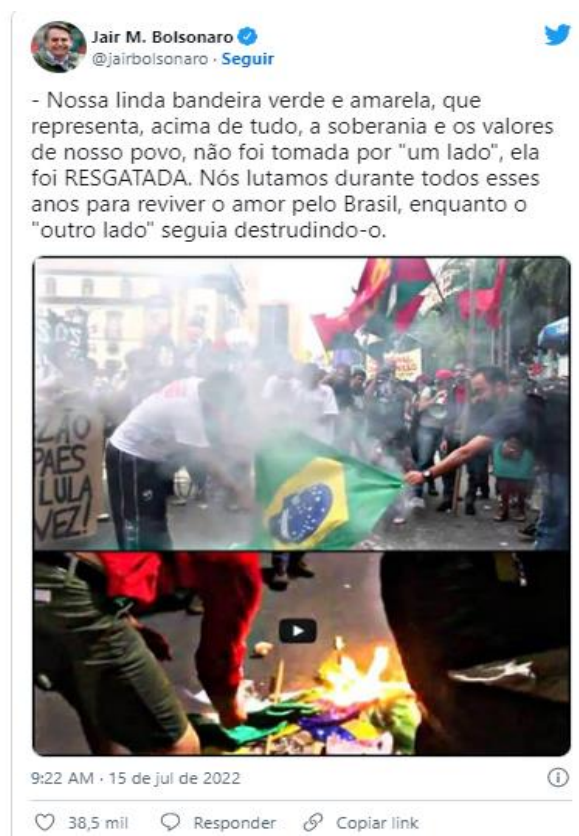 Jair M. Bolsonaro
@jairbolsonaro · Seguir
- Nossa linda bandeira verde e amarela, que
representa, acima de tudo, a soberania e os valores
de nosso povo, não foi tomada por "um lado", ela
foi RESGATADA. Nós lutamos durante todos esses
anos para reviver o amor pelo Brasil, enquanto o
"outro lado" seguia destrudindo-o.
ZÃO
PAES
LULA
VEZ!
9:22 AM · 15 de jul de 2022
38,5 mil Responder Copiar link